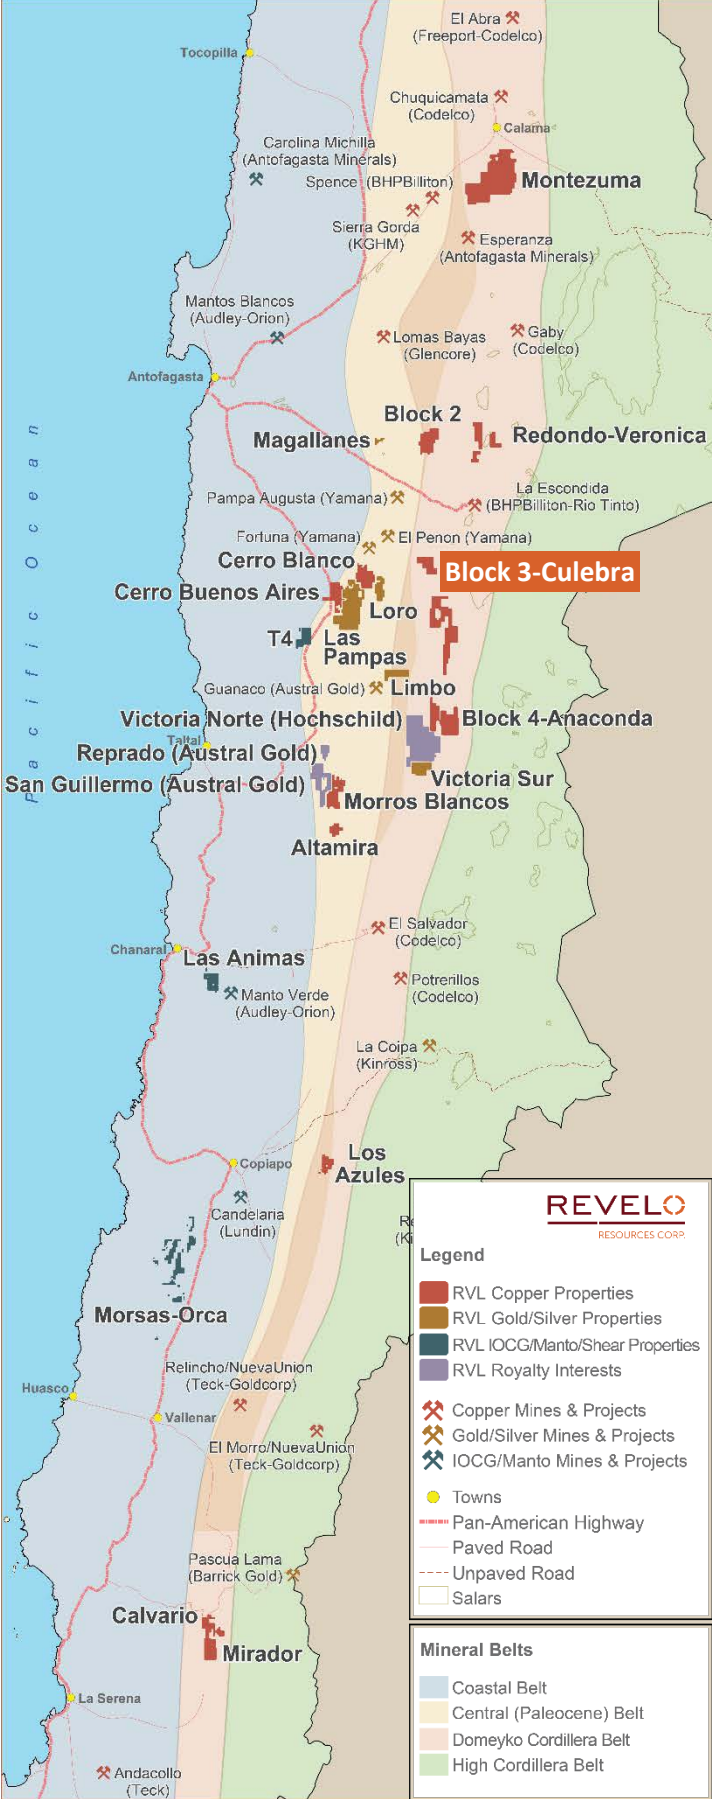 El Abra
(Freeport-Codelco)
Tocopilla
Chuquicamata
(Codelco)
Calama
Carolina Michilla
(Antofagasta Minerals)
Spence (BHPBilliton)
Montezuma
Sierra Gorda
(KGHM)
Esperanza
(Antofagasta Minerals)
Mantos Blancos
(Audley-Orion)
Lomas Bayas
(Glencore)
Gaby
(Codelco)
Antofagasta
Block 2
Magallanes
Redondo-Veronica
Pacific Ocean
La Escondida
(BHPBilliton-Rio Tinto)
Pampa Augusta (Yamana)
Fortuna (Yamana)
El Penon (Yamana)
Cerro Blanco
Block 3-Culebra
Cerro Buenos Aires
Loro
T4
Las
Pampas
Guanaco (Austral Gold)
Limbo
Victoria Norte (Hochschild)
Block 4-Anaconda
Taltal
Reprado (Austral Gold)
San Guillermo (Austral Gold)
Victoria Sur
Morros Blancos
Altamira
El Salvador
(Codelco)
Chanaral
Las Animas
Potrerillos
(Codelco)
Manto Verde
(Audley-Orion)
La Coipa
(Kinross)
Copiapo
Los
Azules
Candelaria
(Lundin)
Re
(Ki
Morsas-Orca
Relincho/NuevaUnion
(Teck-Goldcorp)
Huasco
Vallenar
El Morro/NuevaUnion
(Teck-Goldcorp)
Pascua Lama
(Barrick Gold)
Calvario
Mirador
La Serena
Andacollo
(Teck)
REVELO
RESOURCES CORP.
Legend
RVL Copper Properties
RVL Gold/Silver Properties
RVL IOCG/Manto/Shear Properties
RVL Royalty Interests
Copper Mines & Projects
Gold/Silver Mines & Projects
IOCG/Manto Mines & Projects
Towns
Pan-American Highway
Paved Road
Unpaved Road
Salars
Mineral Belts
Coastal Belt
Central (Paleocene) Belt
Domeyko Cordillera Belt
High Cordillera Belt